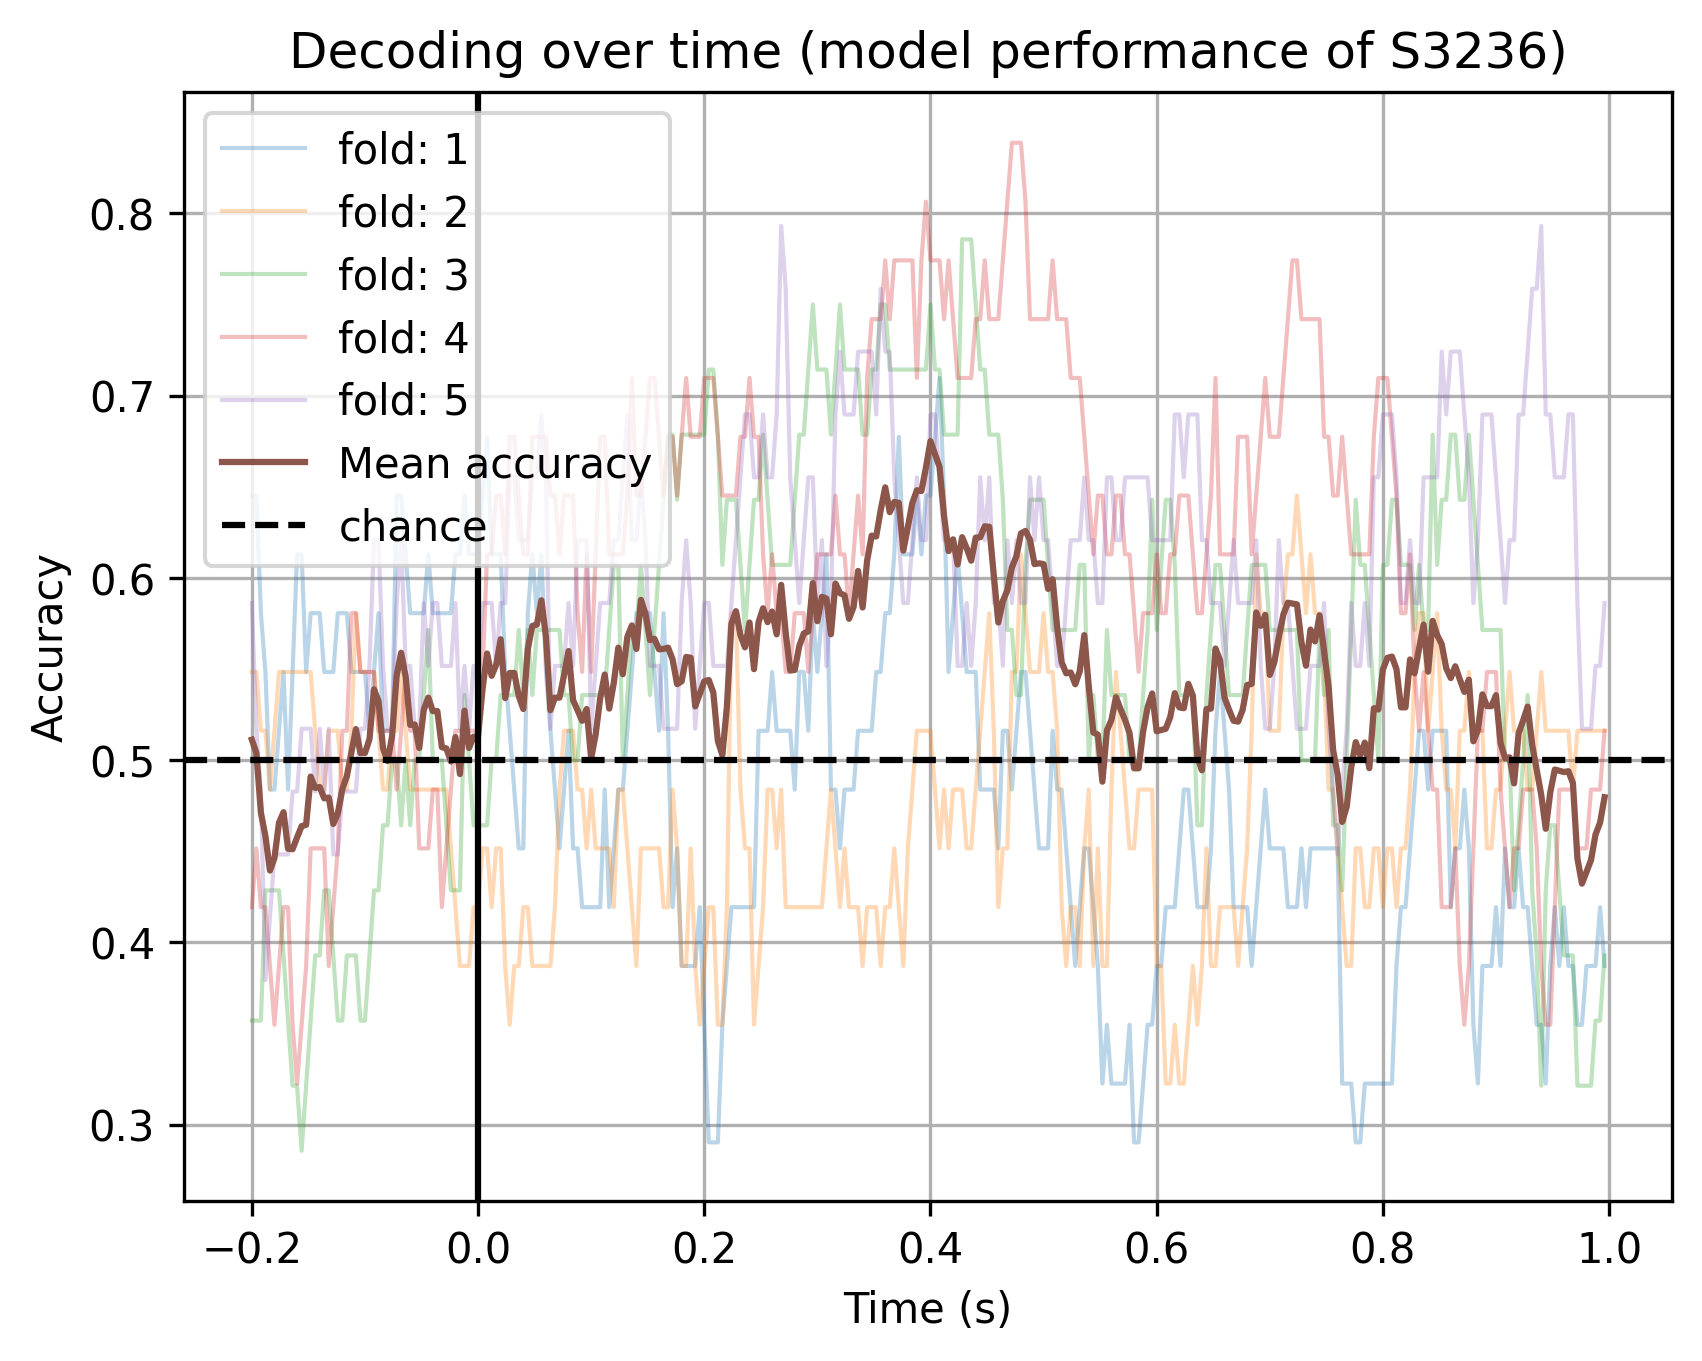 Decoding over time (model performance of S3236)
fold: 1
fold: 2
fold: 3
fold: 4
fold: 5
Mean accuracy
chance
Accuracy
0.8
0.7
0.6
0.5
0.4
0.3
−0.2 0.0 0.2 0.4 0.6 0.8 1.0
Time (s)